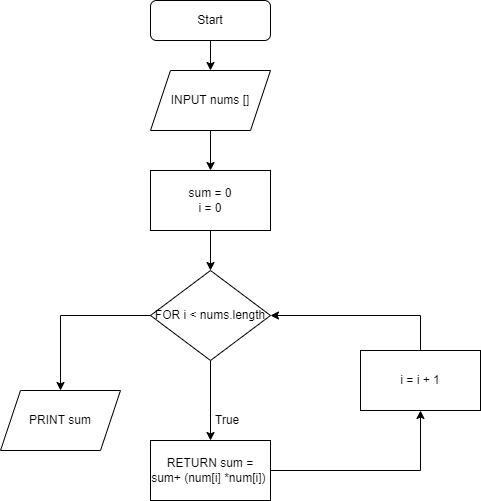 Start
INPUT nums []
sum = 0
i = 0
FOR i < nums.length
i = i + 1
PRINT sum
True
RETURN sum =
sum+ (num[i] *num[i])